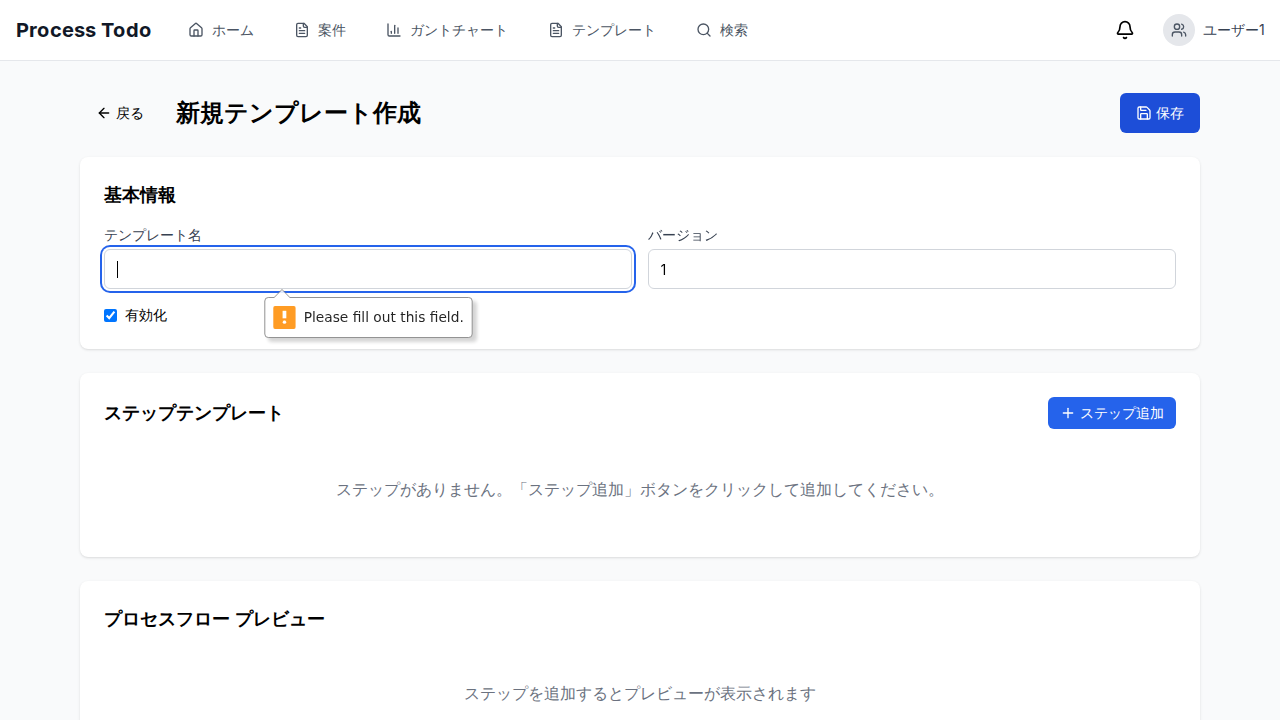 Process Todo
ホーム
案件
ガントチャート
テンプレート
検索
ユーザー1
戻る
新規テンプレート作成
保存
基本情報
テンプレート名
バージョン
1
有効化
Please fill out this field.
ステップテンプレート
ステップ追加
ステップがありません。「ステップ追加」ボタンをクリックして追加してください。
プロセスフロー プレビュー
ステップを追加するとプレビューが表示されます